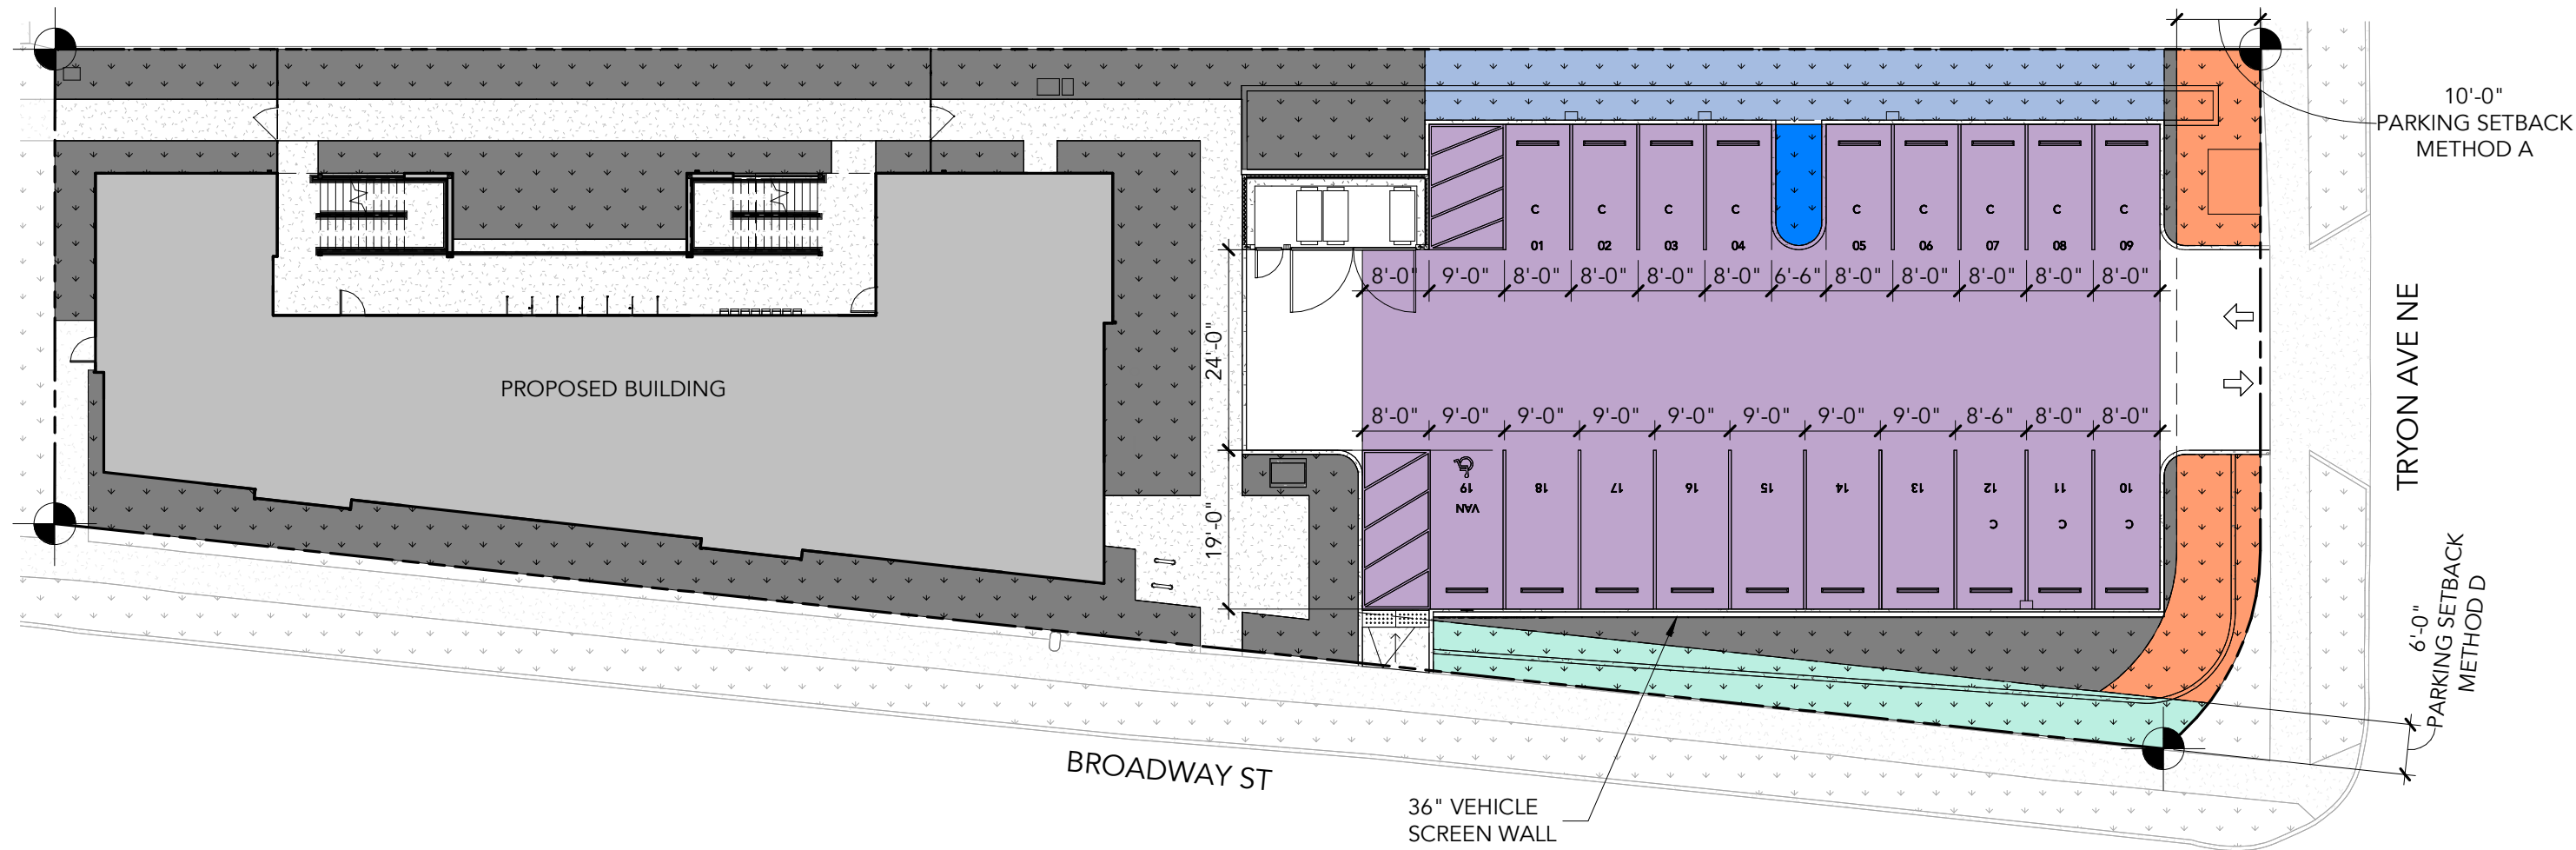 10'-0"
PARKING SETBACK
METHOD A
C C C C C C C C C
01 02 03 04 05 06 07 08 09
8'-0" 9'-0" 8'-0" 8'-0" 8'-0" 8'-0" 6'-6" 8'-0" 8'-0" 8'-0" 8'-0" 8'-0"
24'-0"
TRYON AVE NE
PROPOSED BUILDING
8'-0" 9'-0" 9'-0" 9'-0" 9'-0" 9'-0" 9'-0" 9'-0" 8'-6" 8'-0" 8'-0"
19 18 17 16 15 14 13 12 11 10
VAN
C C C
19'-0"
6'-0"
PARKING SETBACK
METHOD D
BROADWAY ST
36" VEHICLE
SCREEN WALL